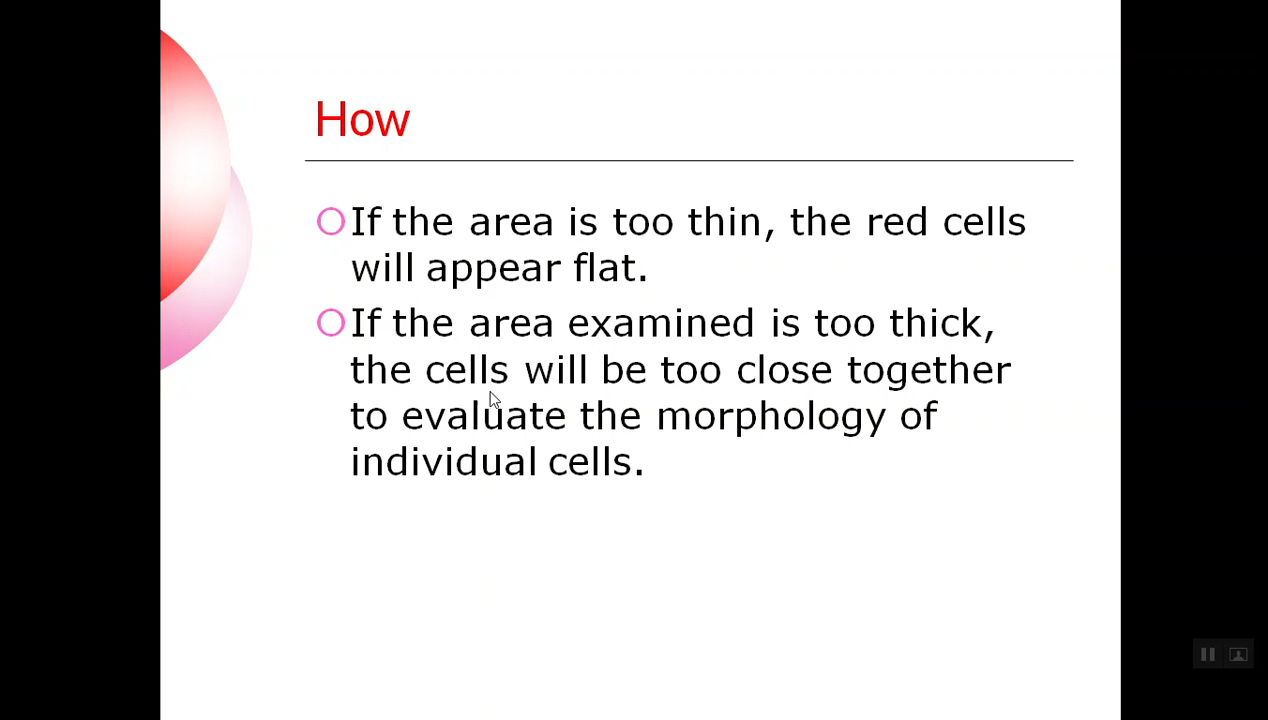 How
If the area is too thin, the red cells
will appear flat.
If the area examined is too thick,
the cells will be too close together
to evaluate the morphology of
individual cells.